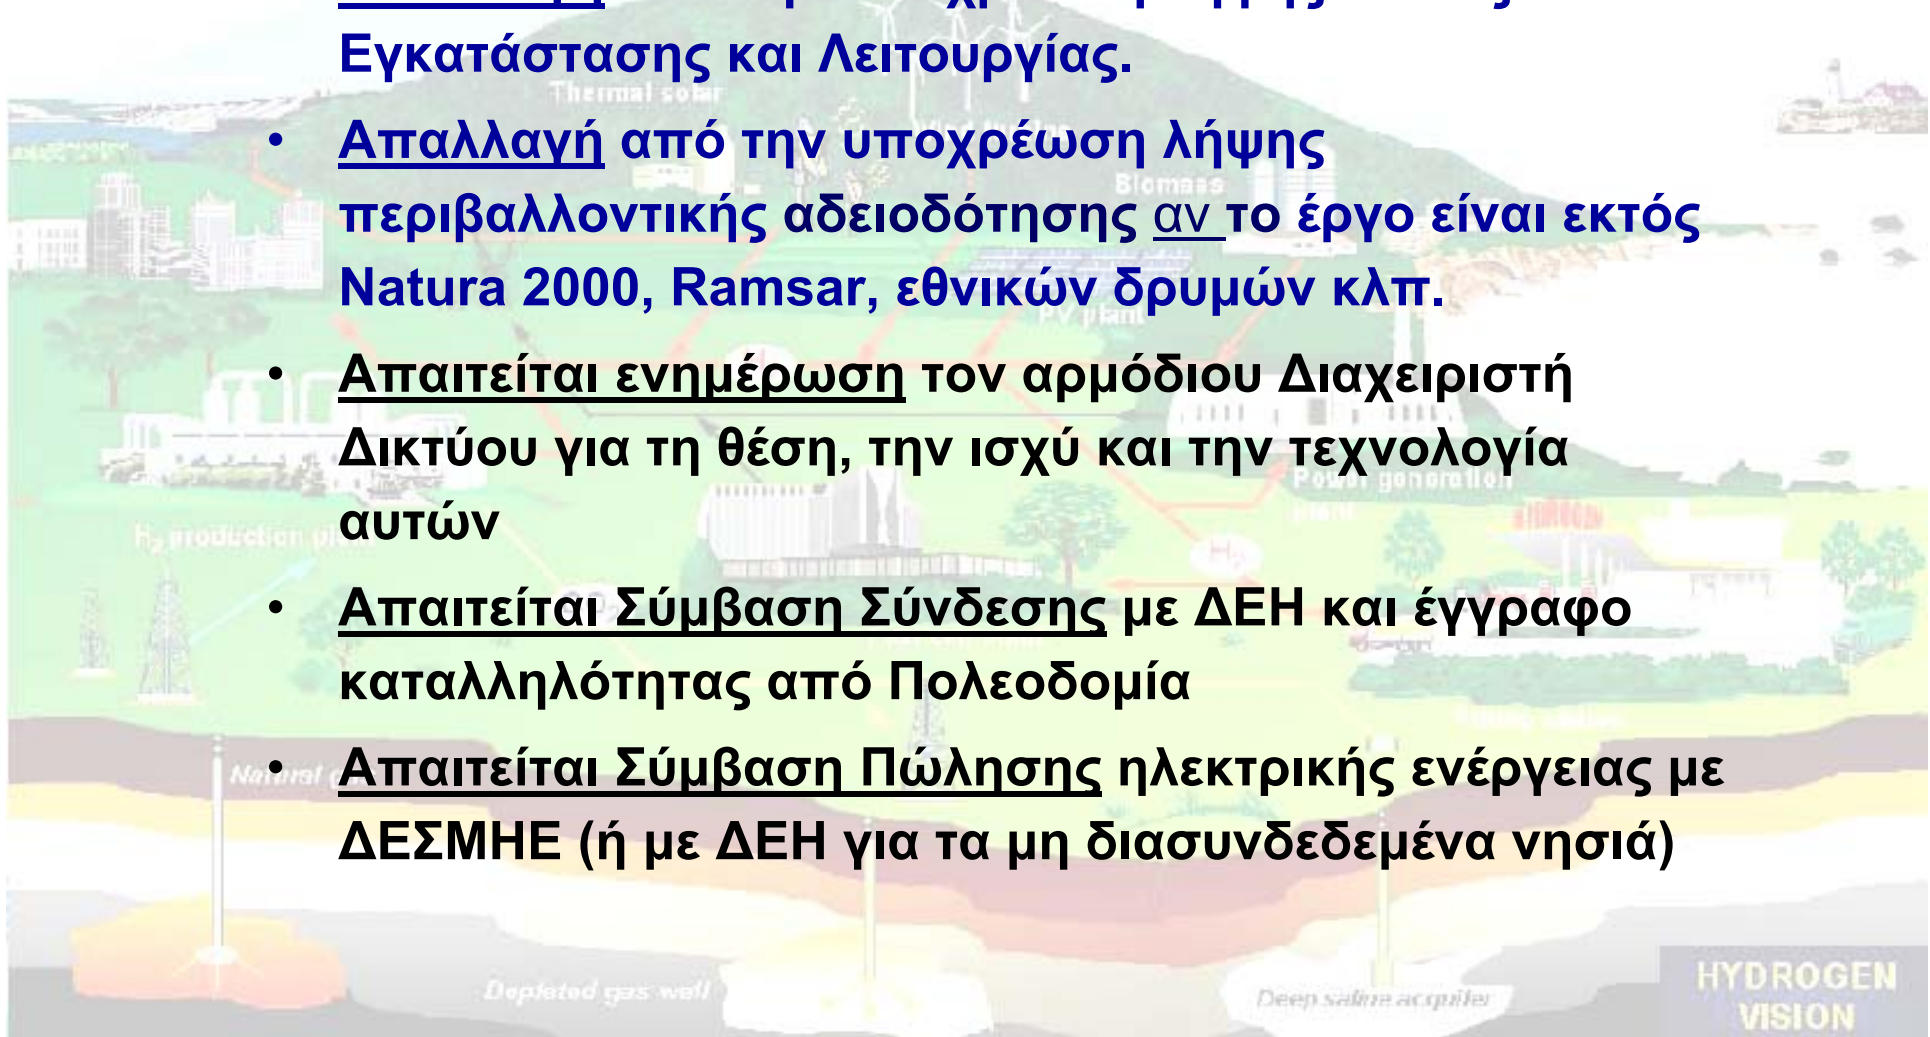 Εγκατάστασης και Λειτουργίας.
Thermal solar
• Απαλλαγή από την υποχρέωση λήψης
Biomass
περιβαλλοντικής αδειοδότησης αν το έργο είναι εκτός
Natura 2000, Ramsar, εθνικών δρυμών κλπ.
PV plant
• Απαιτείται ενημέρωση τον αρμόδιου Διαχειριστή
Δικτύου για τη θέση, την ισχύ και την τεχνολογία
Power generation
plant
αυτών
H₂ production
H₂
• Απαιτείται Σύμβαση Σύνδεσης με ΔΕΗ και έγγραφο
καταλληλότητας από Πολεοδομία
Natural
• Απαιτείται Σύμβαση Πώλησης ηλεκτρικής ενέργειας με
ΔΕΣΜΗΕ (ή με ΔΕΗ για τα μη διασυνδεδεμένα νησιά)
Depleted gas well
Deep saline acquifer
HYDROGEN
VISION